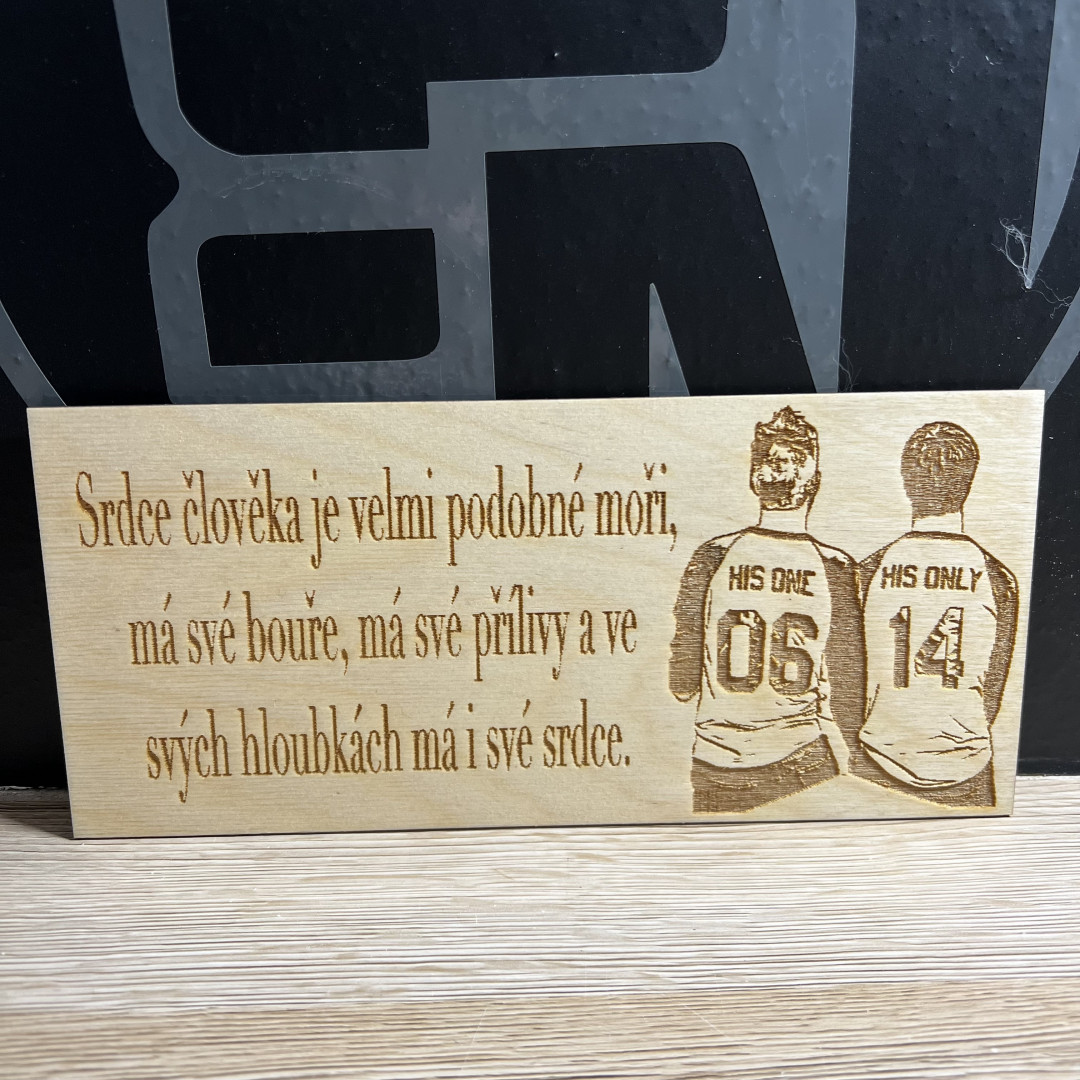 Srdce člověka je velmi podobné moři,
má své bouře, má své přílivy a ve
svých hloubkách má i své srdce.
HIS ONE
06
HIS ONLY
14